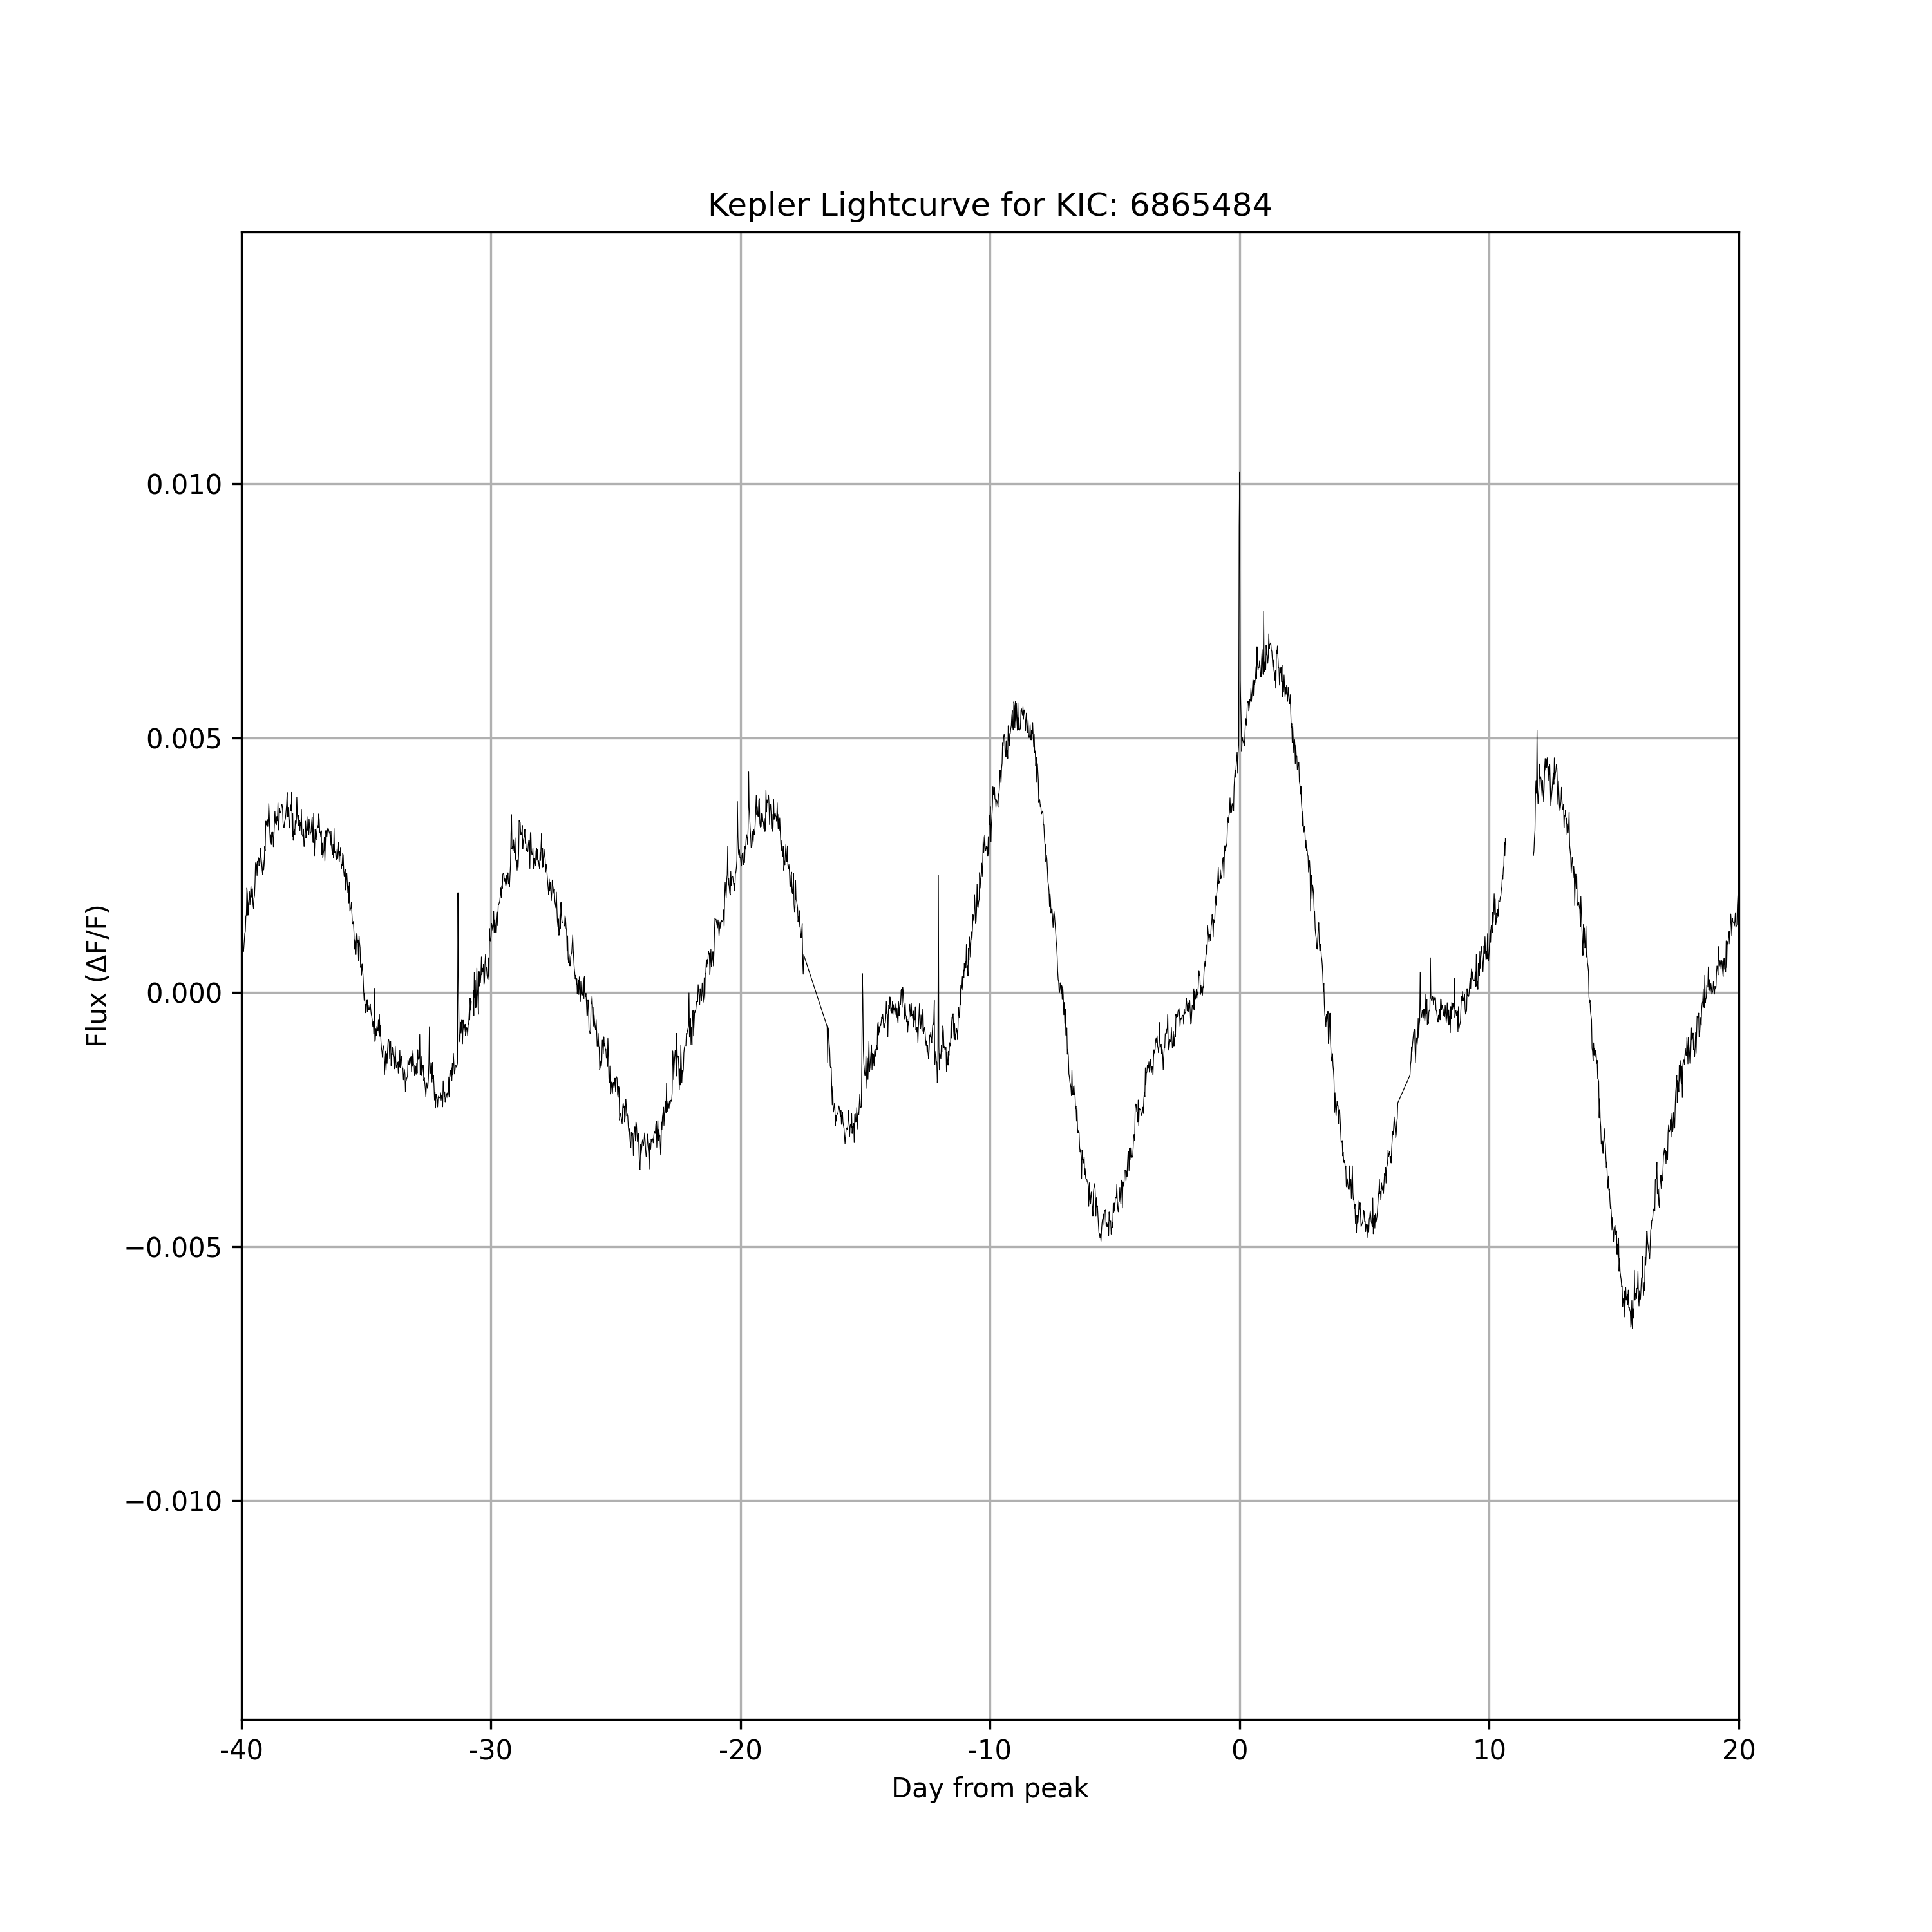 Kepler Lightcurve for KIC: 6865484
0.010
0.005
0.000
−0.005
−0.010
Flux (ΔF/F)
-40 -30 -20 -10 0 10 20
Day from peak